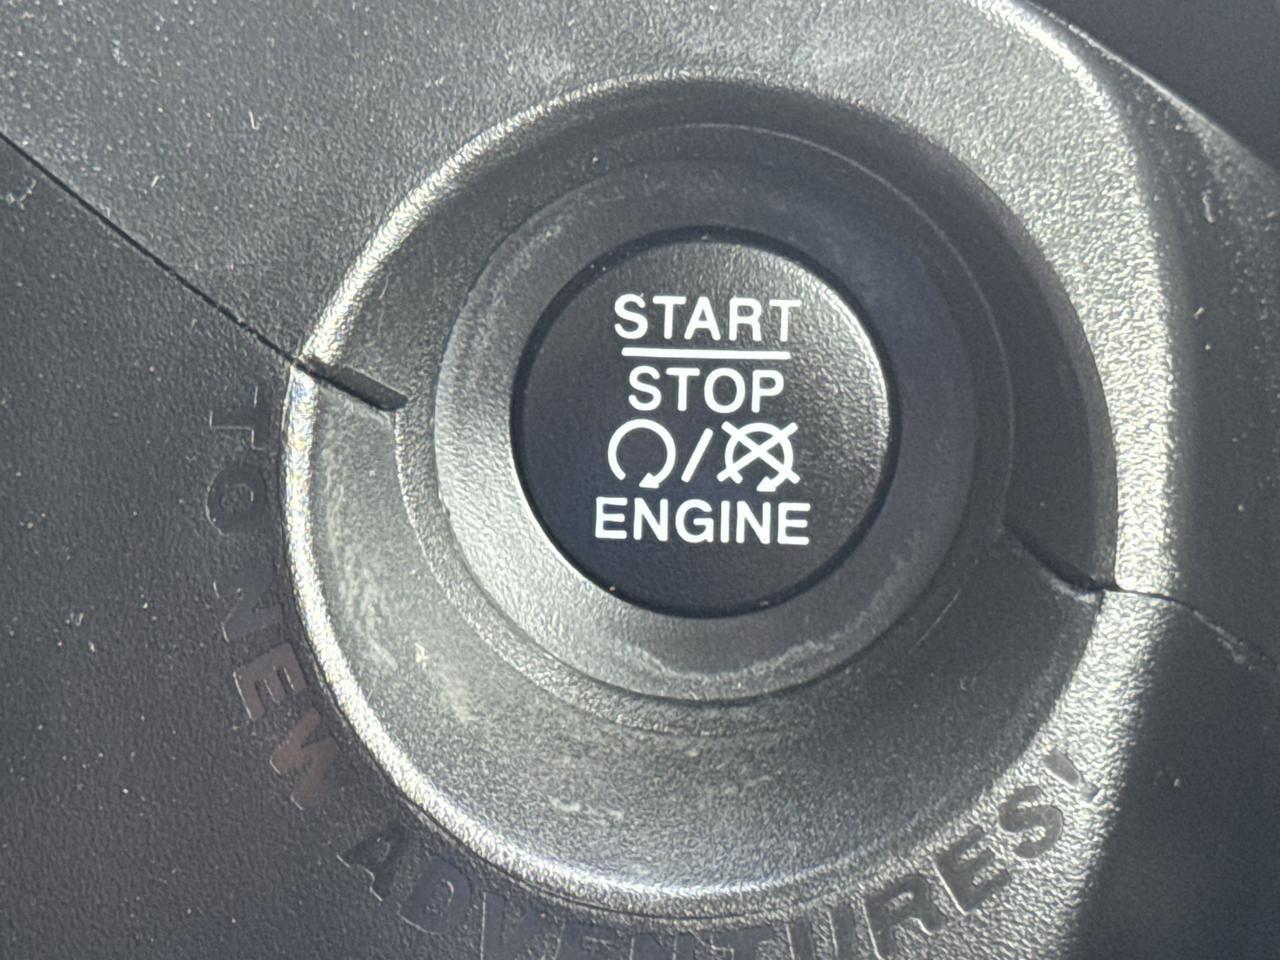 START
STOP
ENGINE
TO NEW ADVENTURES!